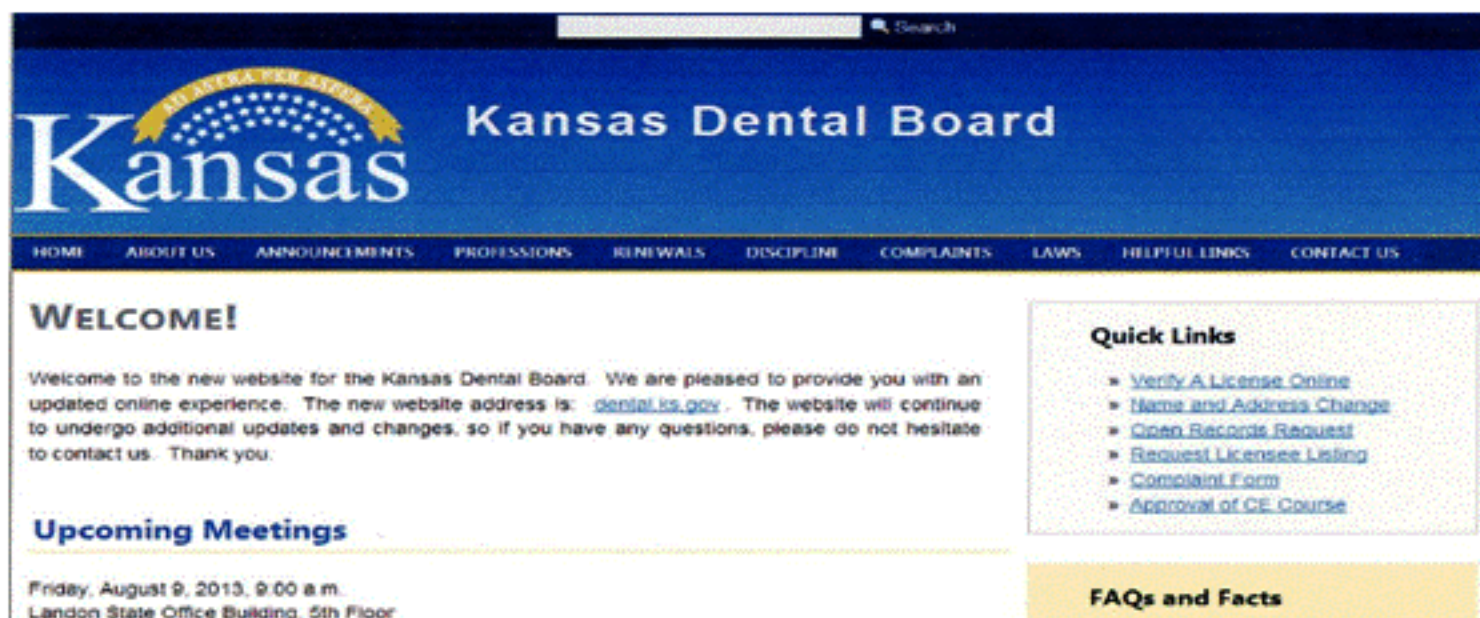 Search
AD ASTRA PER ASPERA
Kansas
Kansas Dental Board
HOME ABOUT US ANNOUNCEMENTS PROFESSIONS RENEWALS DISCIPLINE COMPLAINTS LAWS HELPFUL LINKS CONTACT US
WELCOME!
Welcome to the new website for the Kansas Dental Board. We are pleased to provide you with an
updated online experience. The new website address is: dental.ks.gov. The website will continue
to undergo additional updates and changes, so if you have any questions, please do not hesitate
to contact us. Thank you.
Upcoming Meetings
Friday, August 9, 2013, 9:00 a.m.
Landon State Office Building, 5th Floor
Quick Links
» Verify A License Online
» Name and Address Change
» Open Records Request
» Request Licensee Listing
» Complaint Form
» Approval of CE Course
FAQs and Facts